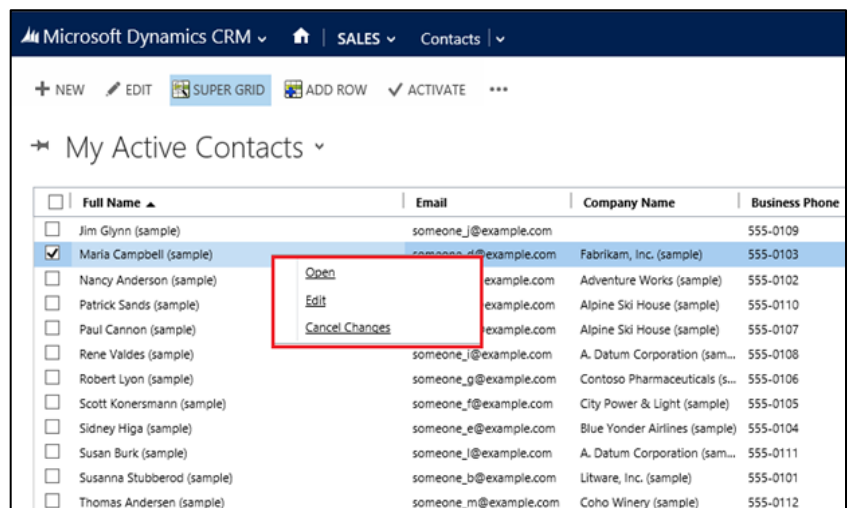 Microsoft Dynamics CRM SALES Contacts
NEW EDIT SUPER GRID ADD ROW ACTIVATE •••
My Active Contacts
Full Name Email Company Name Business Phone
Jim Glynn (sample) someone_j@example.com 555-0109
Maria Campbell (sample) someone_d@example.com Fabrikam, Inc. (sample) 555-0103
Open
Nancy Anderson (sample) example.com Adventure Works (sample) 555-0102
Edit
Patrick Sands (sample) example.com Alpine Ski House (sample) 555-0110
Cancel Changes
Paul Cannon (sample) example.com Alpine Ski House (sample) 555-0107
Rene Valdes (sample) someone_i@example.com A. Datum Corporation (sam... 555-0108
Robert Lyon (sample) someone_g@example.com Contoso Pharmaceuticals (s... 555-0106
Scott Konersmann (sample) someone_f@example.com City Power & Light (sample) 555-0105
Sidney Higa (sample) someone_e@example.com Blue Yonder Airlines (sample) 555-0104
Susan Burk (sample) someone_l@example.com A. Datum Corporation (sam... 555-0111
Susanna Stubberod (sample) someone_b@example.com Litware, Inc. (sample) 555-0101
Thomas Andersen (sample) someone_m@example.com Coho Winery (sample) 555-0112